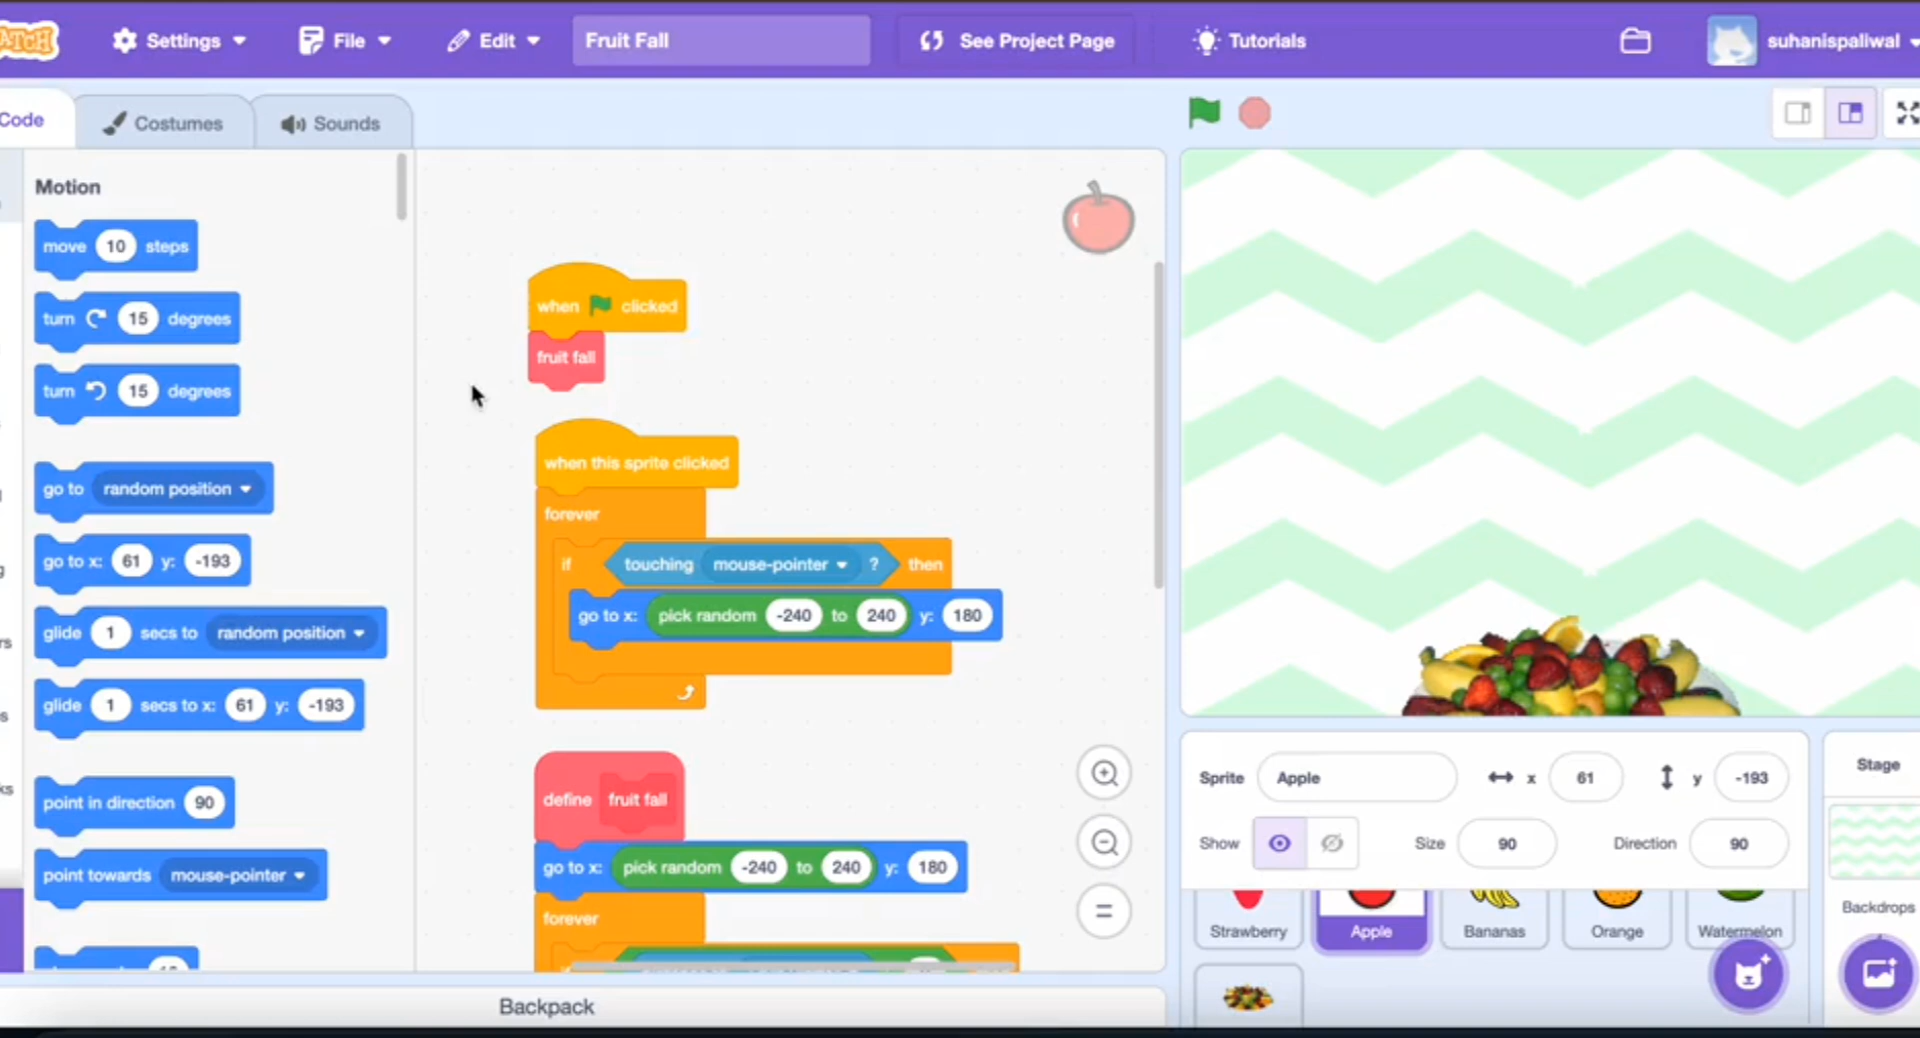 ATCH Settings File Edit Fruit Fall See Project Page Tutorials suhanispaliwal
Code Costumes Sounds
Motion
move 10 steps
turn 15 degrees
turn 15 degrees
go to random position
go to x: 61 y: -193
glide 1 secs to random position
glide 1 secs to x: 61 y: -193
point in direction 90
point towards mouse-pointer
when clicked
fruit fall
when this sprite clicked
forever
if touching mouse-pointer ? then
go to x: pick random -240 to 240 y: 180
define fruit fall
go to x: pick random -240 to 240 y: 180
forever
Backpack
Sprite Apple x 61 y -193
Show Size 90 Direction 90
Strawberry Apple Bananas Orange Watermelon
Stage
Backdrops